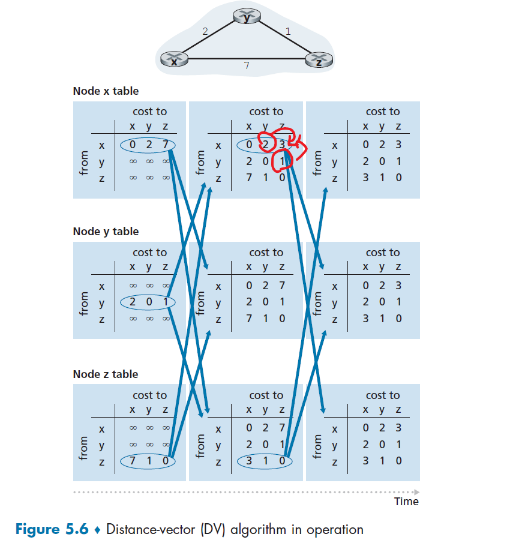 y
2
1
x
7
z
Node x table
cost to
cost to
cost to
x y z
x y z
x y z
from
x 0 2 7
y ∞ ∞ ∞
z ∞ ∞ ∞
from
x 0 2 3
y 2 0 1
z 7 1 0
from
x 0 2 3
y 2 0 1
z 3 1 0
Node y table
cost to
cost to
cost to
x y z
x y z
x y z
from
x ∞ ∞ ∞
y 2 0 1
z ∞ ∞ ∞
from
x 0 2 7
y 2 0 1
z 7 1 0
from
x 0 2 3
y 2 0 1
z 3 1 0
Node z table
cost to
cost to
cost to
x y z
x y z
x y z
from
x ∞ ∞ ∞
y ∞ ∞ ∞
z 7 1 0
from
x 0 2 7
y 2 0 1
z 3 1 0
from
x 0 2 3
y 2 0 1
z 3 1 0
Time
Figure 5.6 ♦ Distance-vector (DV) algorithm in operation